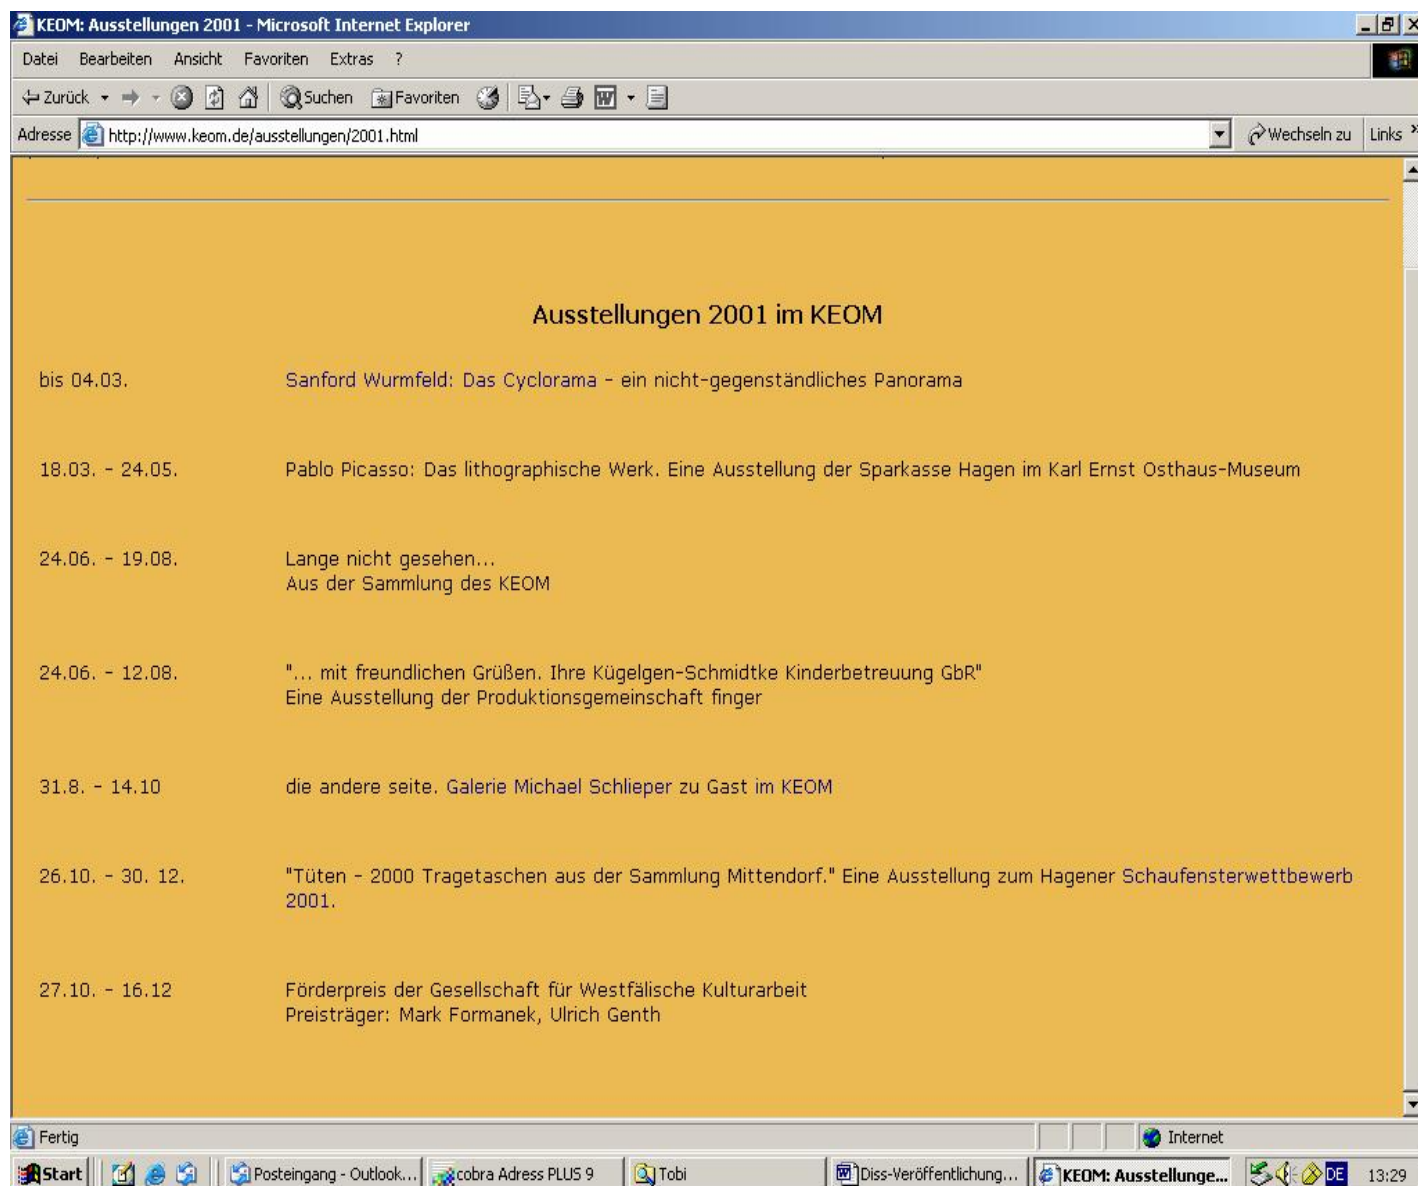 KEOM: Ausstellungen 2001 - Microsoft Internet Explorer
Datei Bearbeiten Ansicht Favoriten Extras ?
Zurück Suchen Favoriten
Adresse http://www.keom.de/ausstellungen/2001.html Wechseln zu Links
Ausstellungen 2001 im KEOM
bis 04.03. Sanford Wurmfeld: Das Cyclorama - ein nicht-gegenständliches Panorama
18.03. - 24.05. Pablo Picasso: Das lithographische Werk. Eine Ausstellung der Sparkasse Hagen im Karl Ernst Osthaus-Museum
24.06. - 19.08. Lange nicht gesehen...
Aus der Sammlung des KEOM
24.06. - 12.08. "... mit freundlichen Grüßen. Ihre Kügelgen-Schmidtke Kinderbetreuung GbR"
Eine Ausstellung der Produktionsgemeinschaft finger
31.8. - 14.10 die andere seite. Galerie Michael Schlieper zu Gast im KEOM
26.10. - 30. 12. "Tüten - 2000 Tragetaschen aus der Sammlung Mittendorf." Eine Ausstellung zum Hagener Schaufensterwettbewerb
2001.
27.10. - 16.12 Förderpreis der Gesellschaft für Westfälische Kulturarbeit
Preisträger: Mark Formanek, Ulrich Genth
Fertig Internet
Start Posteingang - Outlook... cobra Adress PLUS 9 Tobi Diss-Veröffentlichung... KEOM: Ausstellunge... DE 13:29